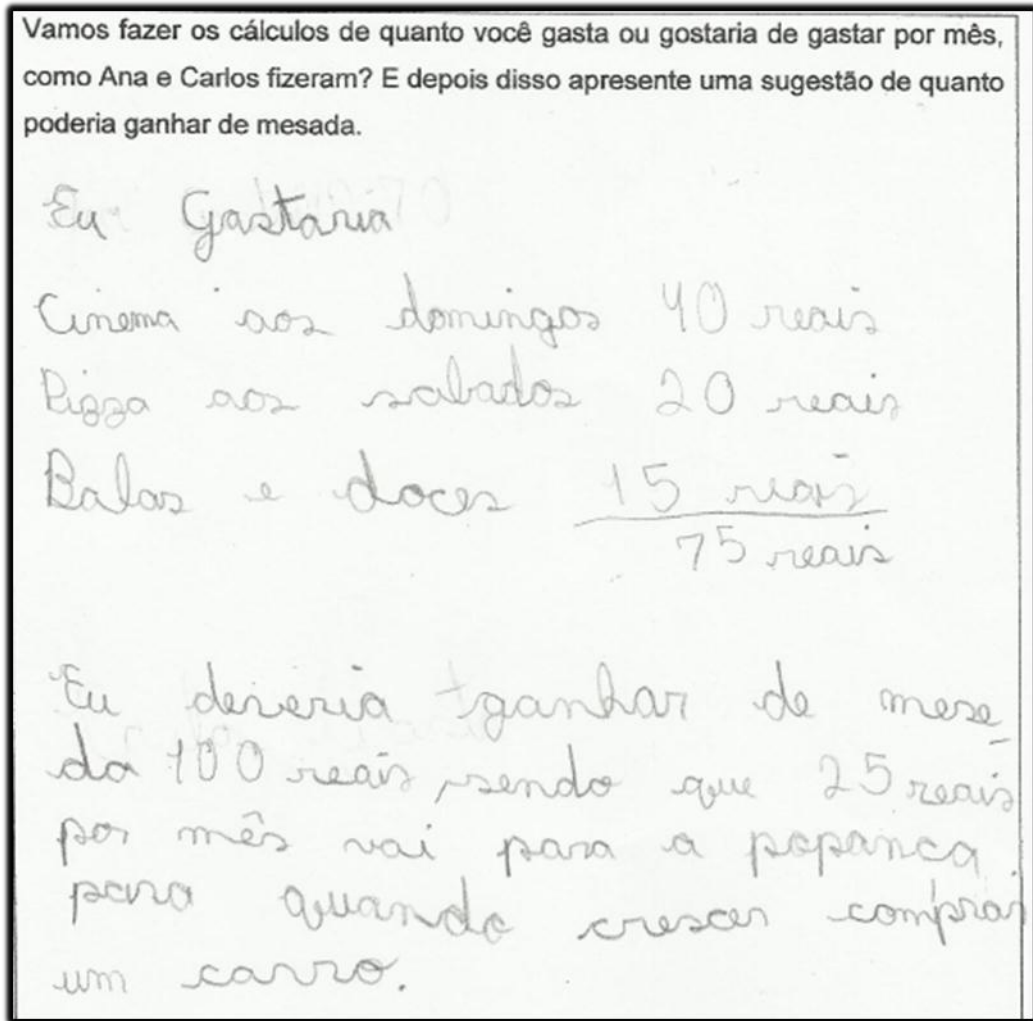 Vamos fazer os cálculos de quanto você gasta ou gostaria de gastar por mês,
como Ana e Carlos fizeram? E depois disso apresente uma sugestão de quanto
poderia ganhar de mesada.
Eu Gastaria
Cinema aos domingos 40 reais
Pizza aos sabados 20 reais
Balas e doces 15 reais
75 reais
Eu deveria ganhar de mese
da 100 reais, sendo que 25 reais
por mês vai para a popança
para quando crescer comprar
um carro.